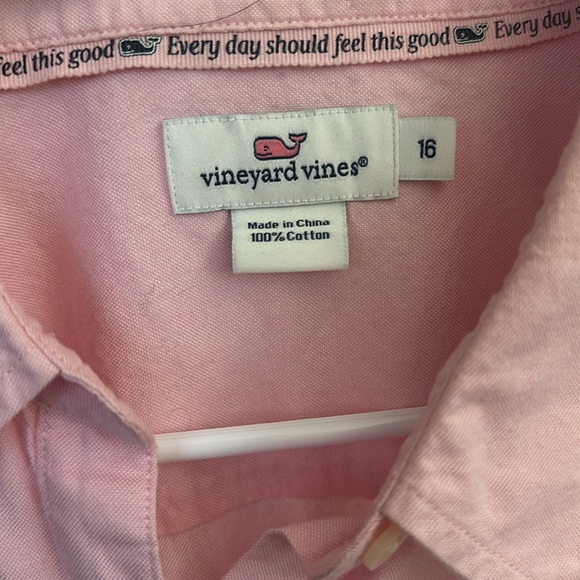 feel this good Every day should feel this good Every day s
vineyard vines®
16
Made in China
100% Cotton